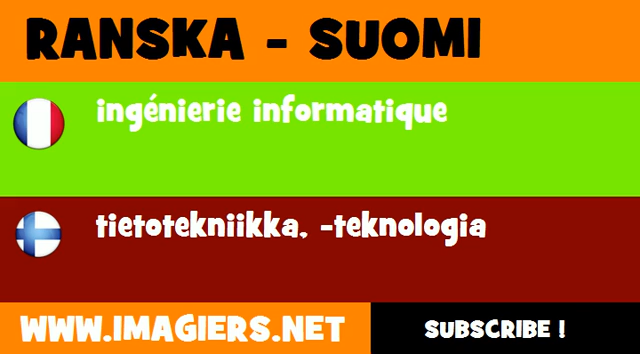 RANSKA - SUOMI
ingénierie informatique
tietotekniikka, -teknologia
WWW.IMAGIERS.NET
SUBSCRIBE !